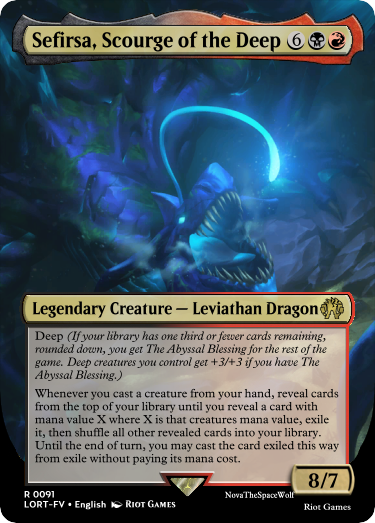 Sefirsa, Scourge of the Deep 6
Legendary Creature — Leviathan Dragon
Deep (If your library has one third or fewer cards remaining,
rounded down, you get The Abyssal Blessing for the rest of the
game. Deep creatures you control get +3/+3 if you have The
Abyssal Blessing.)
Whenever you cast a creature from your hand, reveal cards
from the top of your library until you reveal a card with
mana value X where X is that creatures mana value, exile
it, then shuffle all other revealed cards into your library.
Until the end of turn, you may cast the card exiled this way
from exile without paying its mana cost.
8/7
R 0091
LORT-FV • English Riot Games
NovaTheSpaceWolf
Riot Games